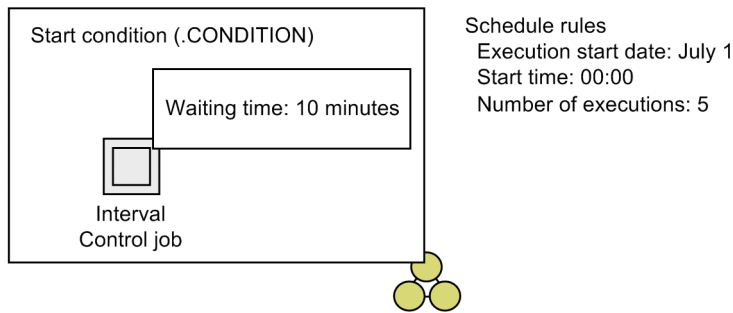 Start condition (.CONDITION)
Waiting time: 10 minutes
Interval
Control job
Schedule rules
Execution start date: July 1
Start time: 00:00
Number of executions: 5